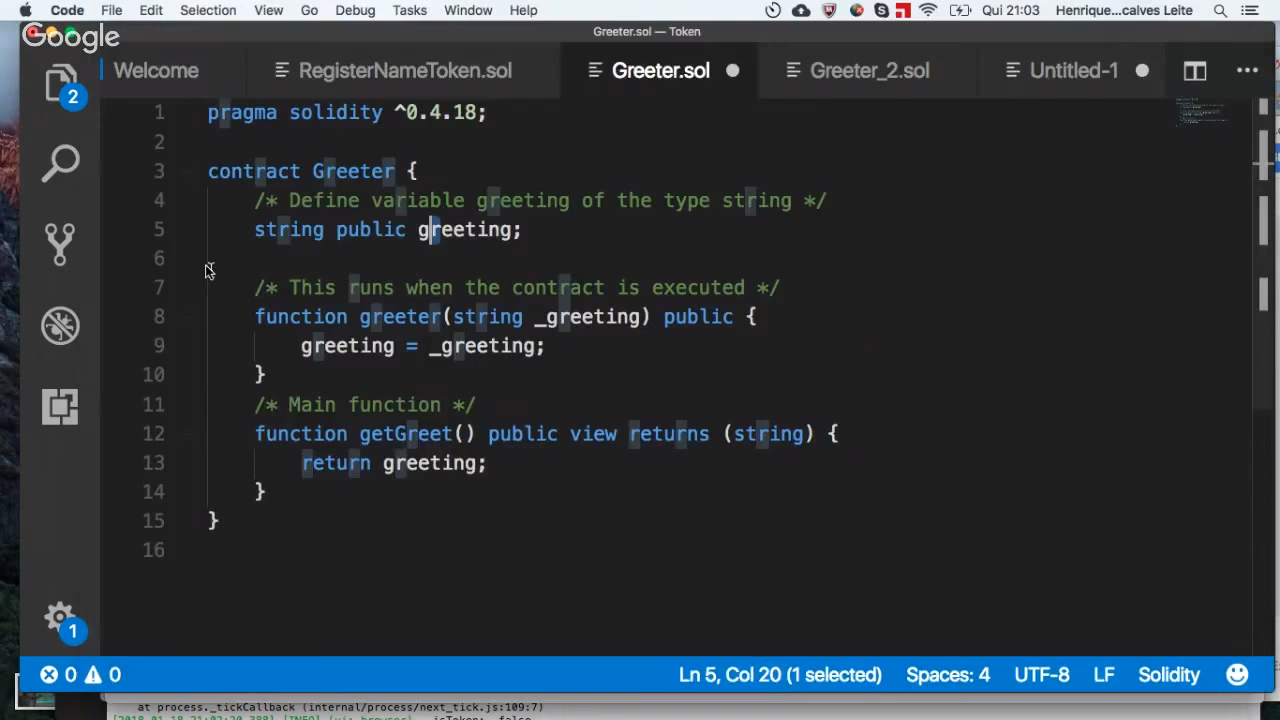 Code File Edit Selection View Go Debug Tasks Window Help Qui 21:03 Henrique...calves Leite
Google
Greeter.sol — Token
Welcome RegisterNameToken.sol Greeter.sol Greeter_2.sol Untitled-1
2
1 pragma solidity ^0.4.18;
2
3 contract Greeter {
4 /* Define variable greeting of the type string */
5 string public greeting;
6
7 /* This runs when the contract is executed */
8 function greeter(string _greeting) public {
9 greeting = _greeting;
10 }
11 /* Main function */
12 function getGreet() public view returns (string) {
13 return greeting;
14 }
15 }
16
1
0 0 Ln 5, Col 20 (1 selected) Spaces: 4 UTF-8 LF Solidity
at process._tickCallback (internal/process/next_tick.js:109:7)